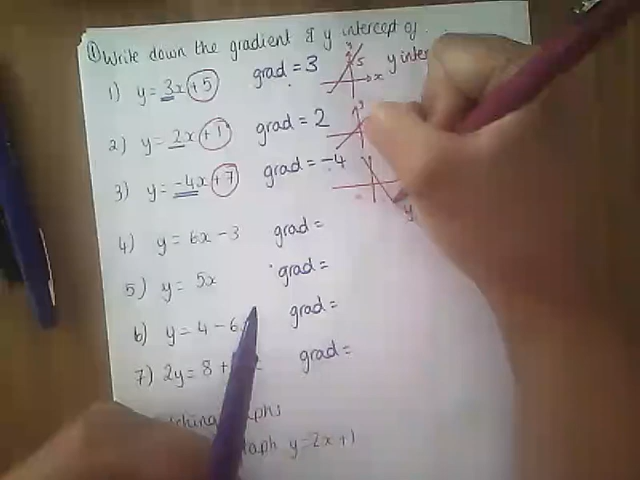 ① Write down the gradient & y intercept of
1) y = 3x +5 grad = 3 y 5 x y inter
2) y = 2x +1 grad = 2
3) y = -4x +7 grad = -4 y
4) y = 6x - 3 grad =
5) y = 5x grad =
6) y = 4 - 6 grad =
7) 2y = 8 + grad =
y = 2x + 1